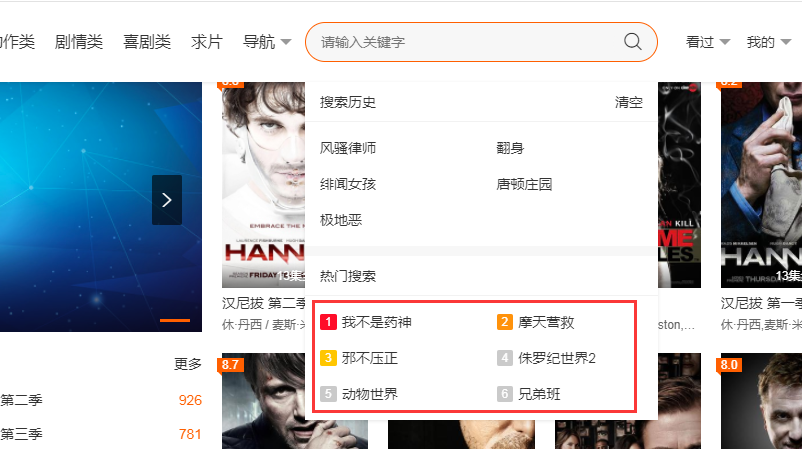 作类 剧情类 喜剧类 求片 导航 请输入关键字 看过 我的
搜索历史 清空
风骚律师 翻身
绯闻女孩 唐顿庄园
极地恶
热门搜索
1 我不是药神 2 摩天营救
3 邪不压正 4 侏罗纪世界2
5 动物世界 6 兄弟班
8.2
EMBRACE THE
HANN
FRIDAY
13集
汉尼拔 第二季
休·丹西 / 麦斯·米
KILL
ME
LES
ston,...
HANN
THURSDAY
13集
汉尼拔 第一季
休·丹西,麦斯·米
更多
第二季 926
第三季 781
8.7
8.0